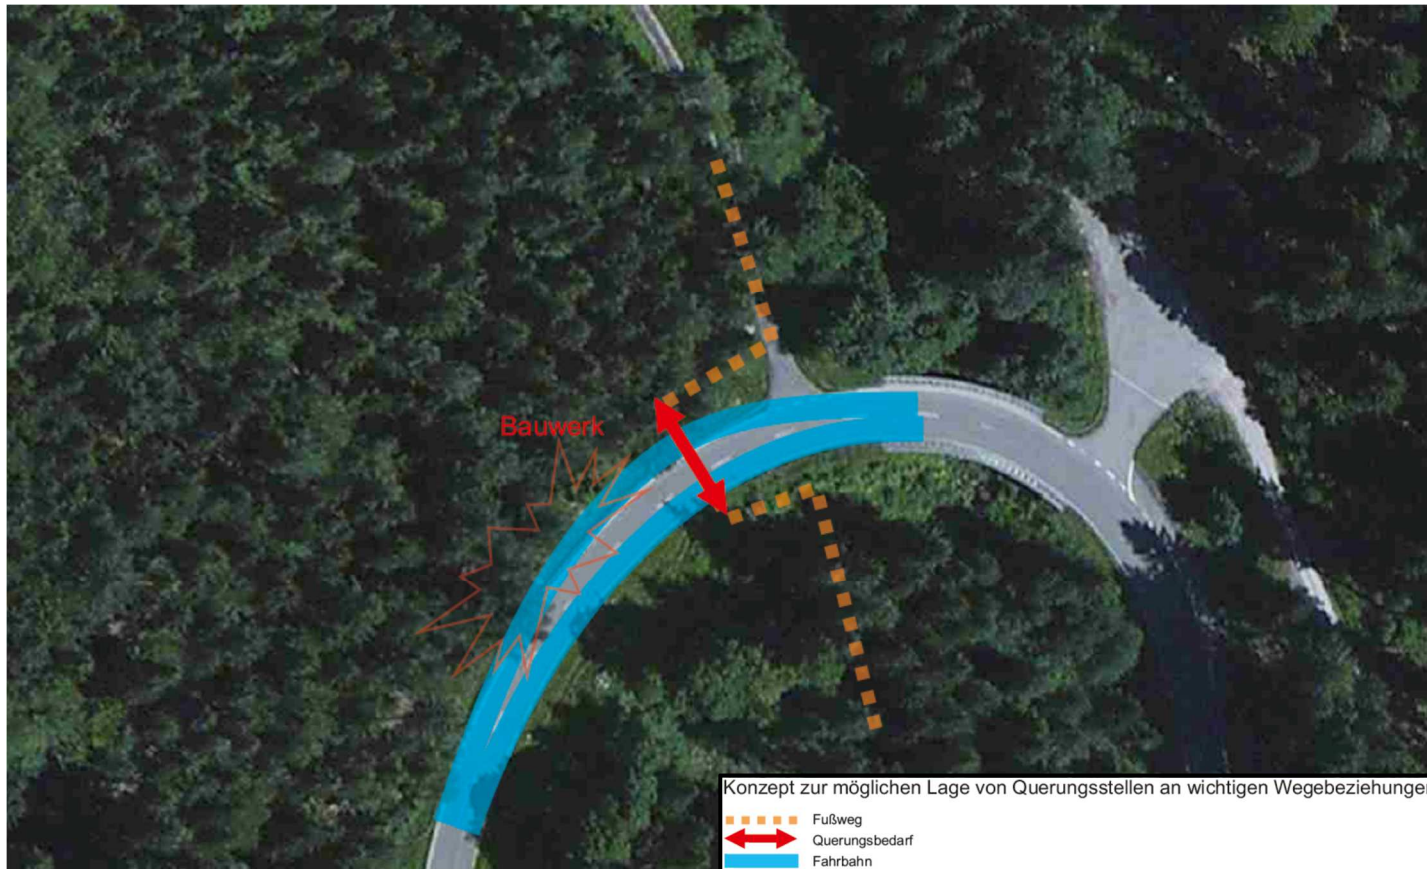 Bauwerk
Konzept zur möglichen Lage von Querungsstellen an wichtigen Wegebeziehungen
Fußweg
Querungsbedarf
Fahrbahn